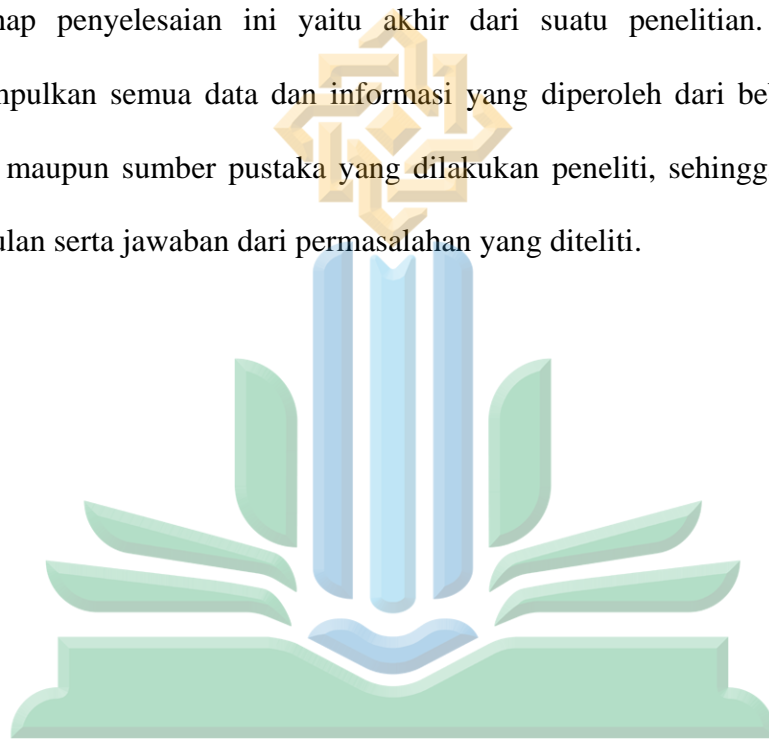 hap penyelesaian ini yaitu akhir dari suatu penelitian.
npulkan semua data dan informasi yang diperoleh dari be
maupun sumber pustaka yang dilakukan peneliti, sehingg
ulan serta jawaban dari permasalahan yang diteliti.